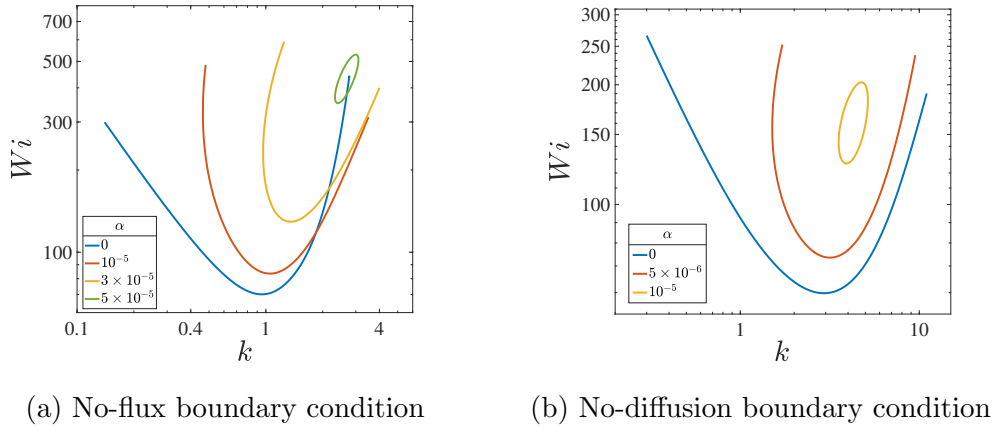 700
500
300
100
Wi
α
0
10⁻⁵
3 × 10⁻⁵
5 × 10⁻⁵
0.1
0.4
1
4
k
(a) No-flux boundary condition
300
250
200
150
100
Wi
α
0
5 × 10⁻⁶
10⁻⁵
1
10
k
(b) No-diffusion boundary condition